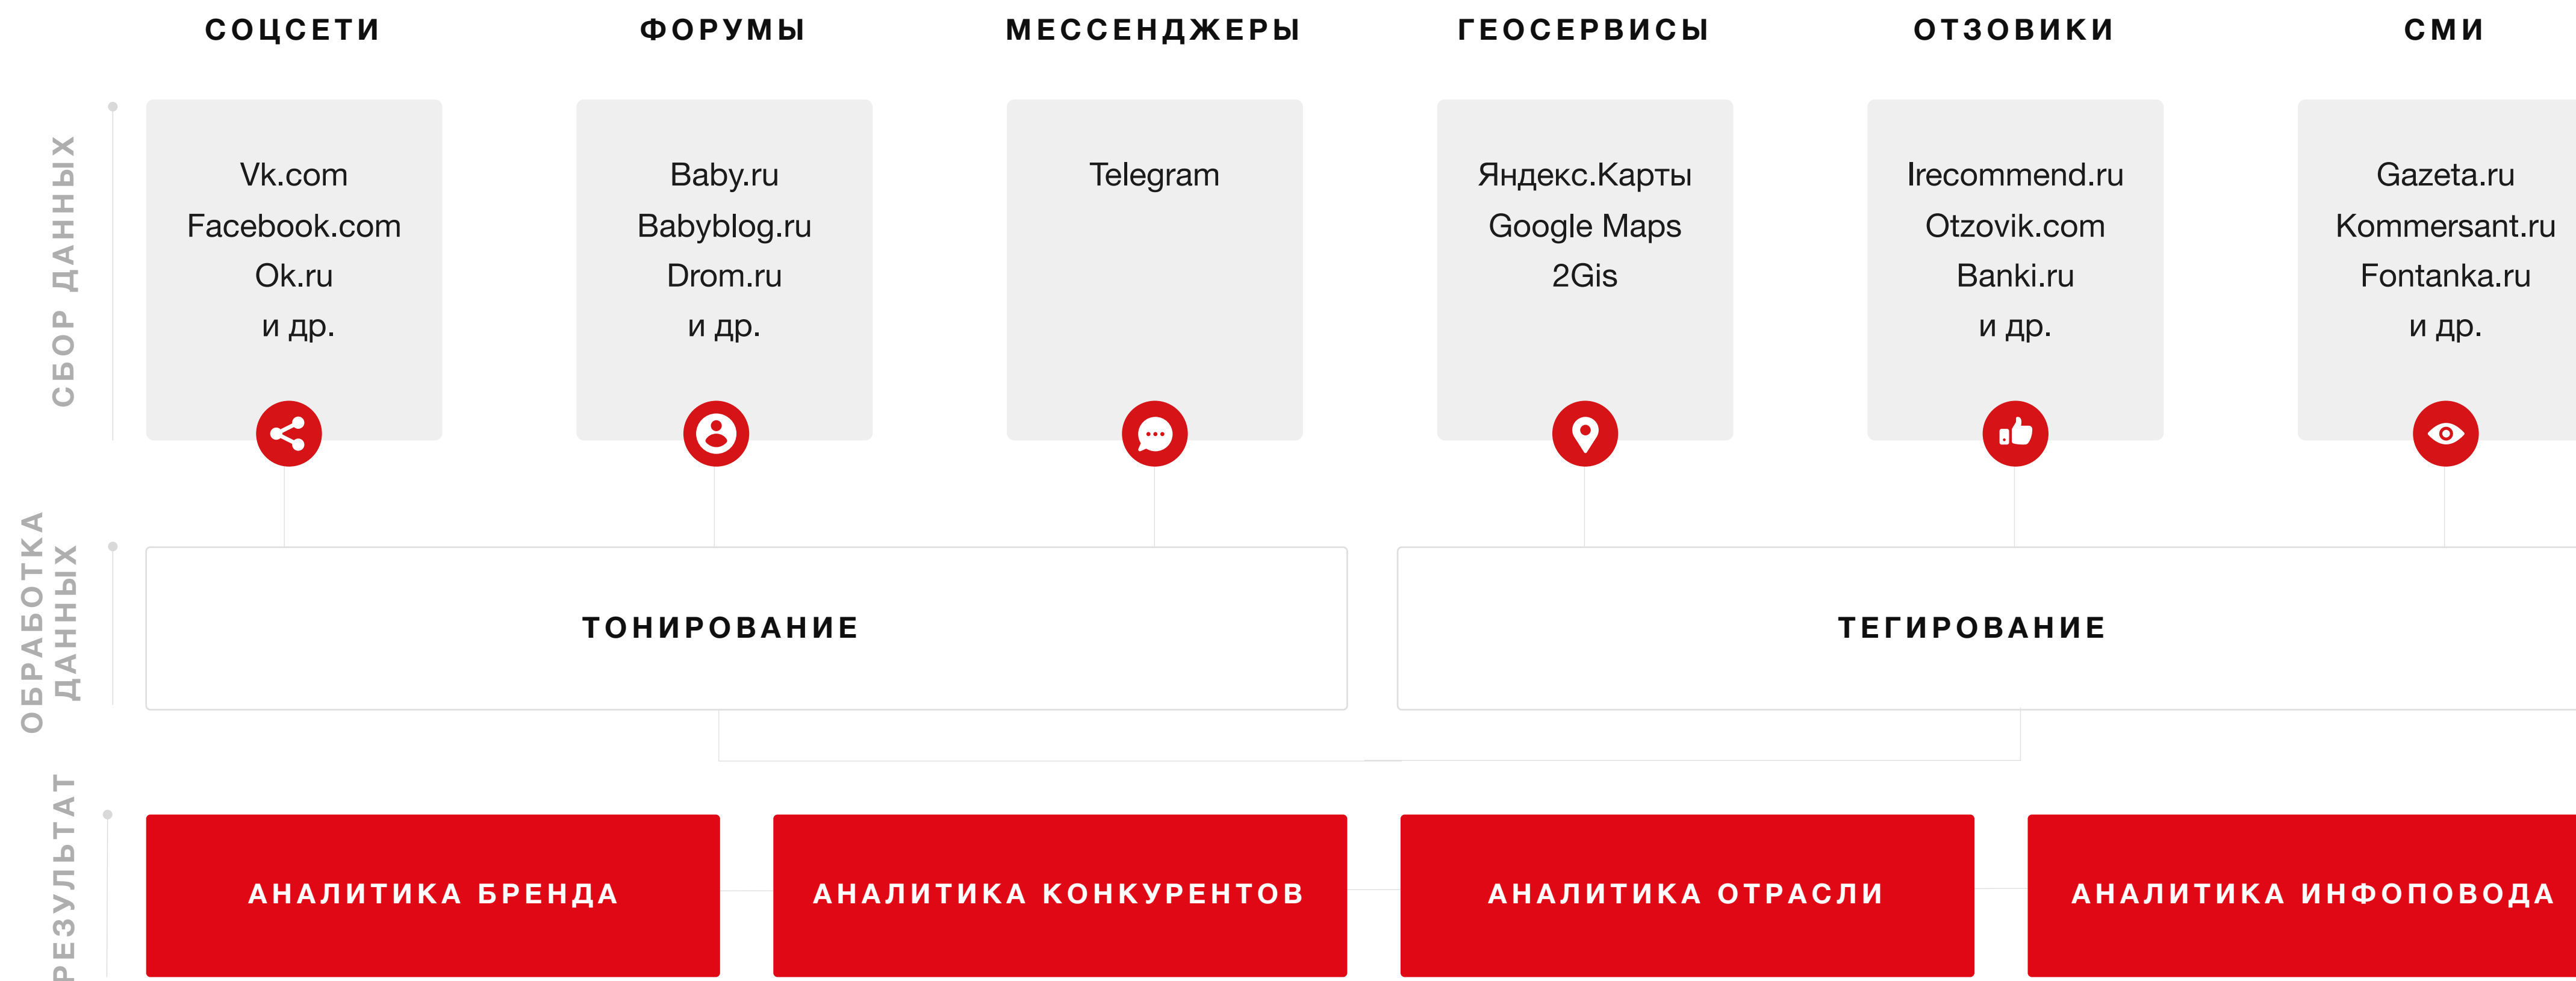 СОЦСЕТИ
ФОРУМЫ
МЕССЕНДЖЕРЫ
ГЕОСЕРВИСЫ
ОТЗОВИКИ
СМИ
СБОР ДАННЫХ
Vk.com
Facebook.com
Ok.ru
и др.
Baby.ru
Babyblog.ru
Drom.ru
и др.
Telegram
Яндекс.Карты
Google Maps
2Gis
Irecommend.ru
Otzovik.com
Banki.ru
и др.
Gazeta.ru
Kommersant.ru
Fontanka.ru
и др.
ОБРАБОТКА
ДАННЫХ
ТОНИРОВАНИЕ
ТЕГИРОВАНИЕ
РЕЗУЛЬТАТ
АНАЛИТИКА БРЕНДА
АНАЛИТИКА КОНКУРЕНТОВ
АНАЛИТИКА ОТРАСЛИ
АНАЛИТИКА ИНФОПОВОДА